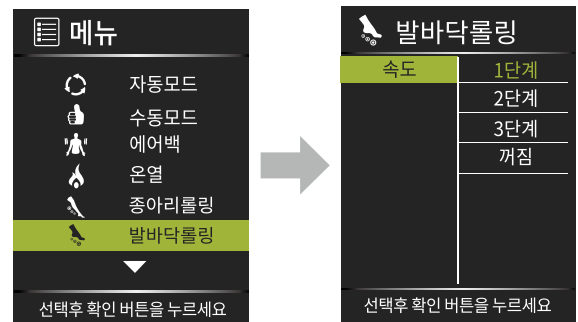 메뉴
자동모드
수동모드
에어백
온열
종아리롤링
발바닥롤링
선택후 확인 버튼을 누르세요
발바닥롤링
속도
1단계
2단계
3단계
꺼짐
선택후 확인 버튼을 누르세요